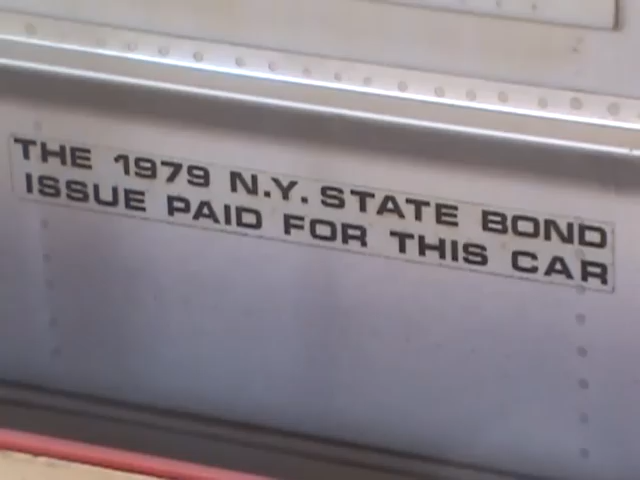 THE 1979 N.Y. STATE BOND
ISSUE PAID FOR THIS CAR